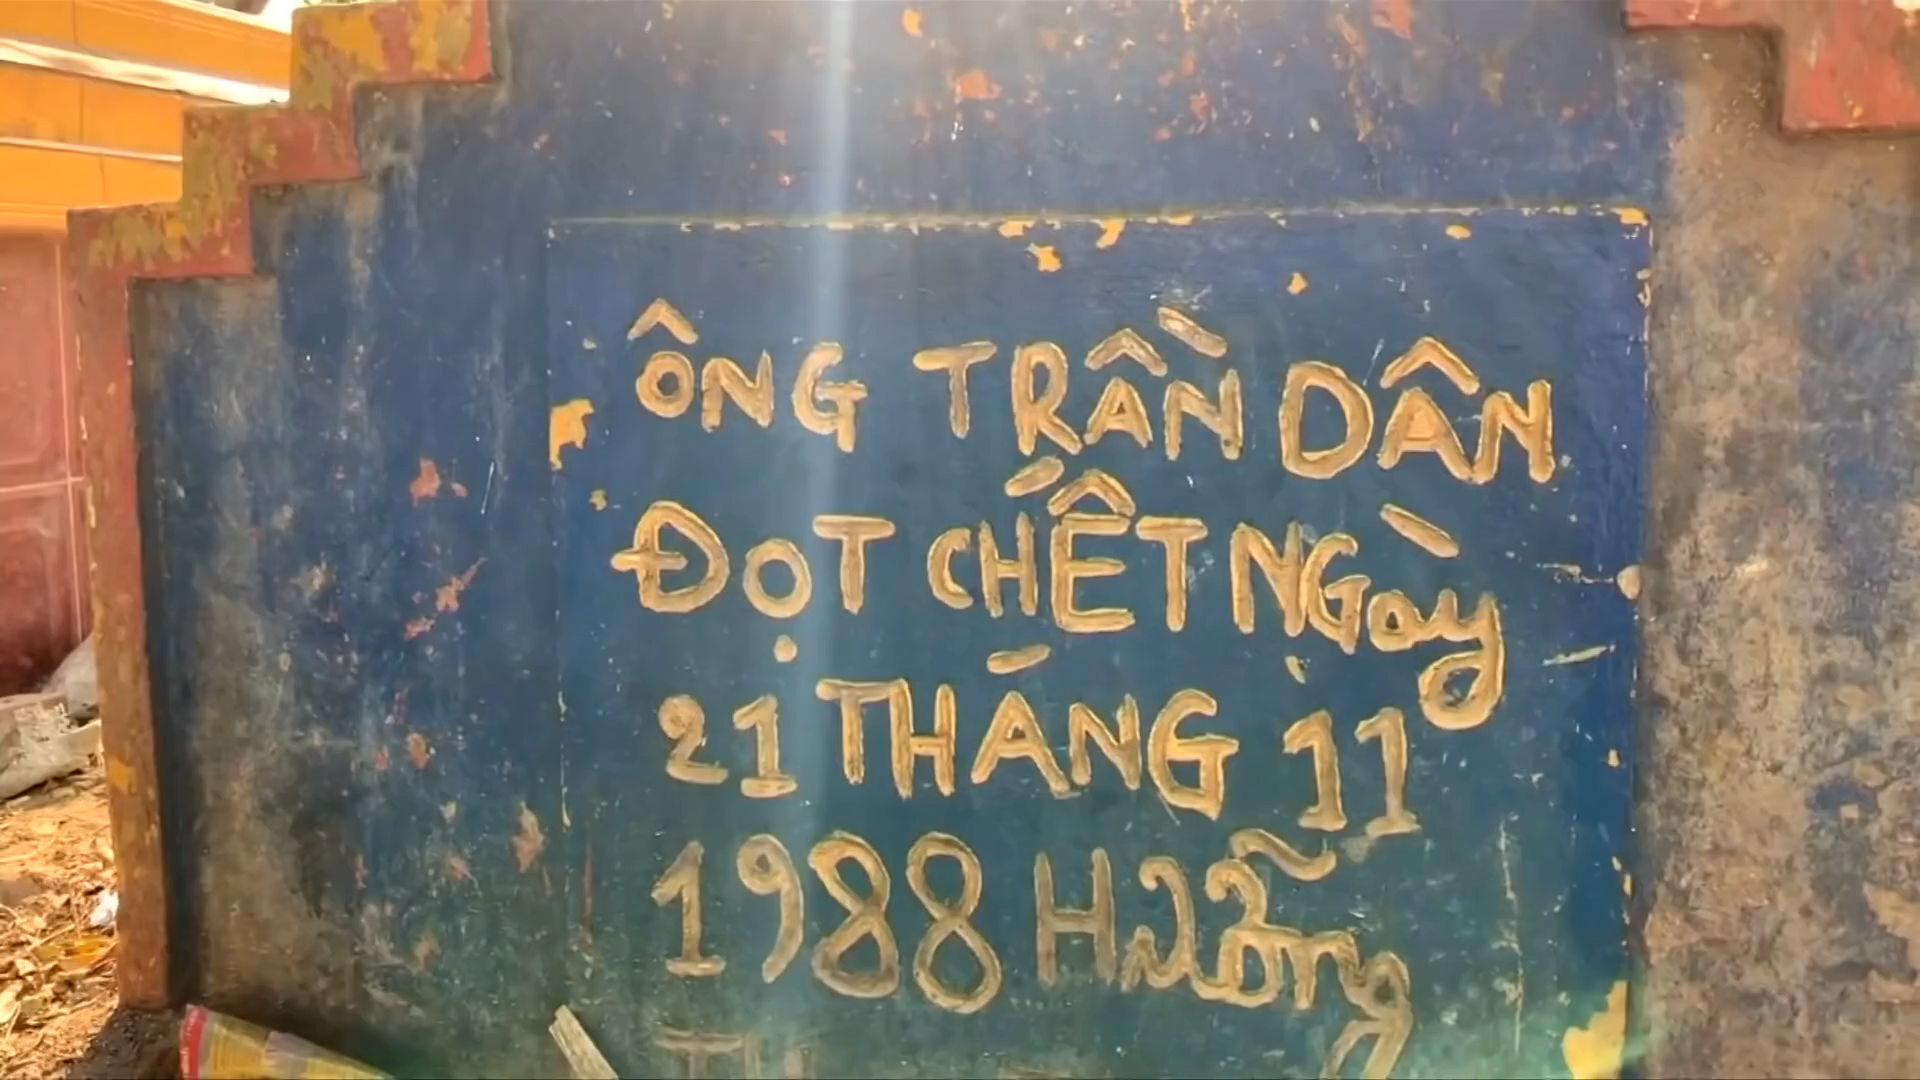 ÔNG TRẦN DÂN
ĐỌT CHẾT NGÀY
21 THÁNG 11
1988 Hưỡng